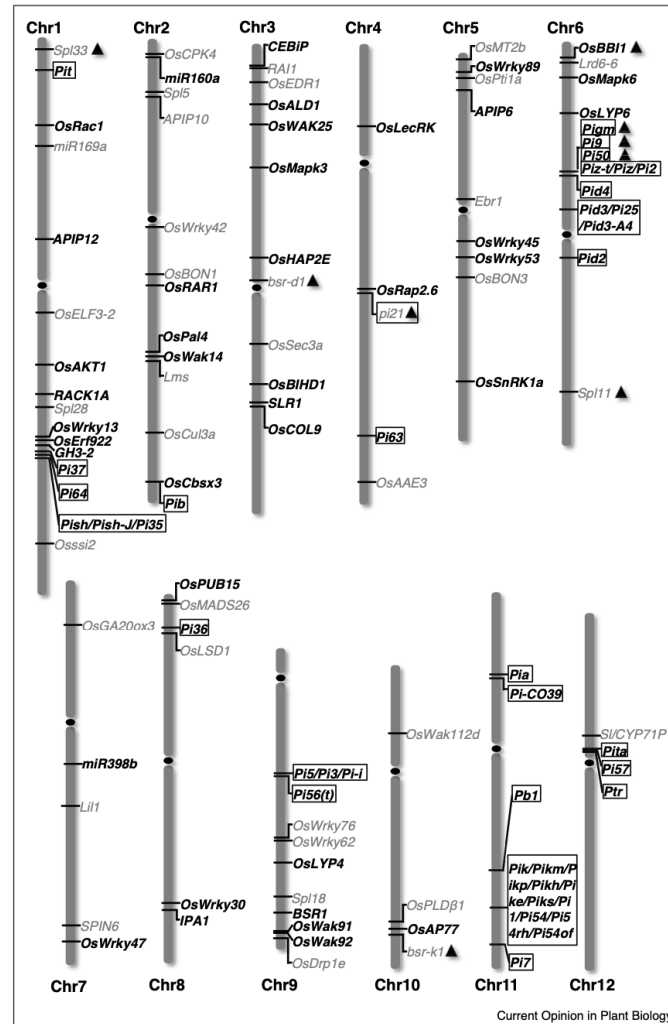 Chr1
Spl33 ▲
Pit
OsRac1
miR169a
APIP12
OsELF3-2
OsAKT1
RACK1A
Spl28
OsWrky13
OsErf922
GH3-2
Pi37
Pi64
Pish/Pish-J/Pi35
Osssi2
Chr2
OsCPK4
miR160a
Spl5
APIP10
OsWrky42
OsBON1
OsRAR1
OsPal4
OsWak14
Lms
OsCul3a
OsCbsx3
Pib
Chr3
CEBiP
RAI1
OsEDR1
OsALD1
OsWAK25
OsMapk3
OsHAP2E
bsr-d1 ▲
OsSec3a
OsBIHD1
SLR1
OsCOL9
Chr4
OsLecRK
OsRap2.6
pi21 ▲
Pi63
OsAAE3
Chr5
OsMT2b
OsWrky89
OsPti1a
APIP6
Ebr1
OsWrky45
OsWrky53
OsBON3
OsSnRK1a
Chr6
OsBBI1 ▲
Lrd6-6
OsMapk6
OsLYP6
Pigm ▲
Pi9 ▲
Pi50 ▲
Piz-t/Piz/Pi2
Pid4
Pid3/Pi25
/Pid3-A4
Pid2
Spl11 ▲
OsGA20ox3
miR398b
Lil1
SPIN6
OsWrky47
Chr7
OsPUB15
OsMADS26
Pi36
OsLSD1
OsWrky30
IPA1
Chr8
Pi5/Pi3/Pi-i
Pi56(t)
OsWrky76
OsWrky62
OsLYP4
Spl18
BSR1
OsWak91
OsWak92
OsDrp1e
Chr9
OsWak112d
OsPLDβ1
OsAP77
bsr-k1 ▲
Chr10
Pia
Pi-CO39
Pb1
Pik/Pikm/P
ikp/Pikh/Pi
ke/Piks/Pi
1/Pi54/Pi5
4rh/Pi54of
Pi7
Chr11
Sl/CYP71P
Pita
Pi57
Ptr
Chr12
Current Opinion in Plant Biology